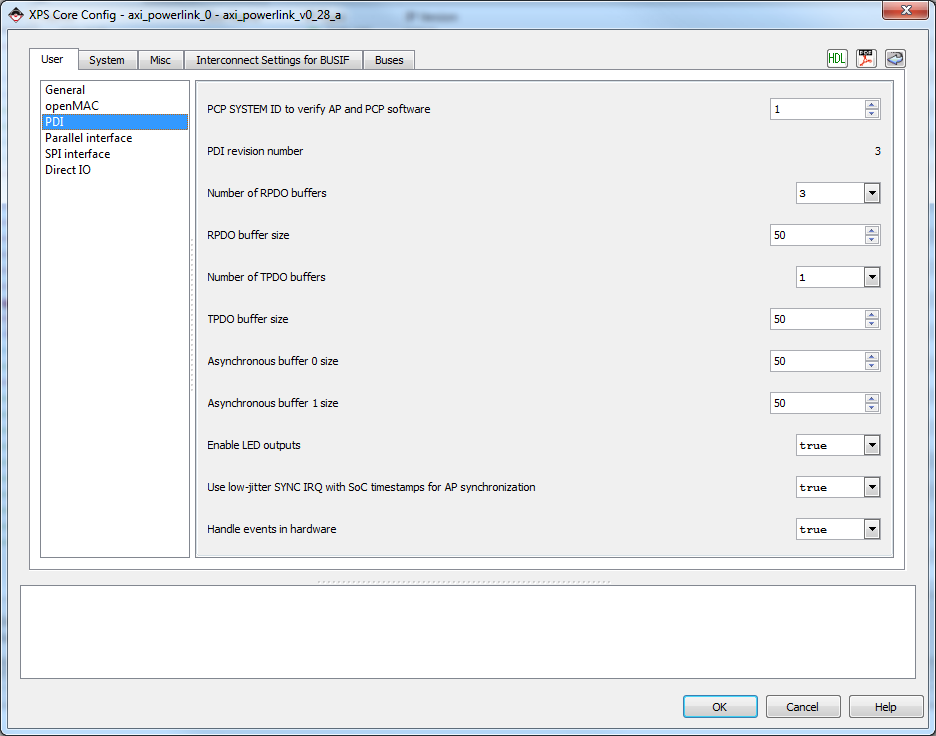 XPS Core Config - axi_powerlink_0 - axi_powerlink_v0_28_a
User System Misc Interconnect Settings for BUSIF Buses
HDL PDF
General
openMAC
PDI
Parallel interface
SPI interface
Direct IO
PCP SYSTEM ID to verify AP and PCP software 1
PDI revision number 3
Number of RPDO buffers 3
RPDO buffer size 50
Number of TPDO buffers 1
TPDO buffer size 50
Asynchronous buffer 0 size 50
Asynchronous buffer 1 size 50
Enable LED outputs true
Use low-jitter SYNC IRQ with SoC timestamps for AP synchronization true
Handle events in hardware true
OK Cancel Help